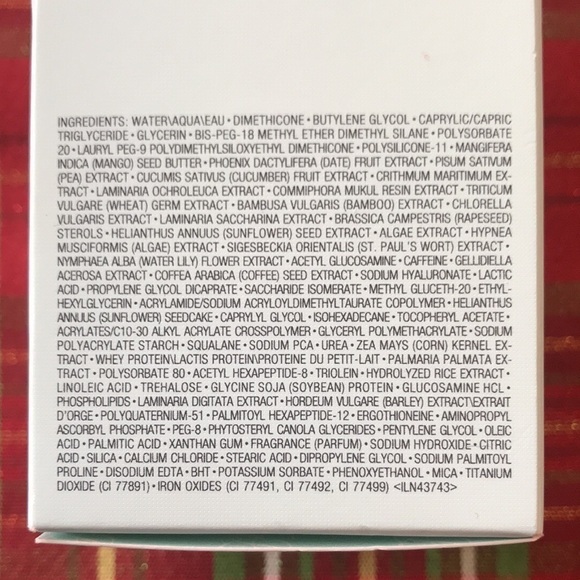 INGREDIENTS: WATER\AQUA\EAU • DIMETHICONE • BUTYLENE GLYCOL • CAPRYLIC/CAPRIC
TRIGLYCERIDE • GLYCERIN • BIS-PEG-18 METHYL ETHER DIMETHYL SILANE • POLYSORBATE
20 • LAURYL PEG-9 POLYDIMETHYLSILOXYETHYL DIMETHICONE • POLYSILICONE-11 • MANGIFERA
INDICA (MANGO) SEED BUTTER • PHOENIX DACTYLIFERA (DATE) FRUIT EXTRACT • PISUM SATIVUM
(PEA) EXTRACT • CUCUMIS SATIVUS (CUCUMBER) FRUIT EXTRACT • CRITHMUM MARITIMUM EX-
TRACT • LAMINARIA OCHROLEUCA EXTRACT • COMMIPHORA MUKUL RESIN EXTRACT • TRITICUM
VULGARE (WHEAT) GERM EXTRACT • BAMBUSA VULGARIS (BAMBOO) EXTRACT • CHLORELLA
VULGARIS EXTRACT • LAMINARIA SACCHARINA EXTRACT • BRASSICA CAMPESTRIS (RAPESEED)
STEROLS • HELIANTHUS ANNUUS (SUNFLOWER) SEED EXTRACT • ALGAE EXTRACT • HYPNEA
MUSCIFORMIS (ALGAE) EXTRACT • SIGESBECKIA ORIENTALIS (ST. PAUL'S WORT) EXTRACT •
NYMPHAEA ALBA (WATER LILY) FLOWER EXTRACT • ACETYL GLUCOSAMINE • CAFFEINE • GELLIDIELLA
ACEROSA EXTRACT • COFFEA ARABICA (COFFEE) SEED EXTRACT • SODIUM HYALURONATE • LACTIC
ACID • PROPYLENE GLYCOL DICAPRATE • SACCHARIDE ISOMERATE • METHYL GLUCETH-20 • ETHYL-
HEXYLGLYCERIN • ACRYLAMIDE/SODIUM ACRYLOYLDIMETHYLTAURATE COPOLYMER • HELIANTHUS
ANNUUS (SUNFLOWER) SEEDCAKE • CAPRYLYL GLYCOL • ISOHEXADECANE • TOCOPHERYL ACETATE •
ACRYLATES/C10-30 ALKYL ACRYLATE CROSSPOLYMER • GLYCERYL POLYMETHACRYLATE • SODIUM
POLYACRYLATE STARCH • SQUALANE • SODIUM PCA • UREA • ZEA MAYS (CORN) KERNEL EX-
TRACT • WHEY PROTEIN\LACTIS PROTEIN\PROTÉINE DU PETIT-LAIT • PALMARIA PALMATA EX-
TRACT • POLYSORBATE 80 • ACETYL HEXAPEPTIDE-8 • TRIOLEIN • HYDROLYZED RICE EXTRACT •
LINOLEIC ACID • TREHALOSE • GLYCINE SOJA (SOYBEAN) PROTEIN • GLUCOSAMINE HCL •
PHOSPHOLIPIDS • LAMINARIA DIGITATA EXTRACT • HORDEUM VULGARE (BARLEY) EXTRACT\EXTRAIT
D'ORGE • POLYQUATERNIUM-51 • PALMITOYL HEXAPEPTIDE-12 • ERGOTHIONEINE • AMINOPROPYL
ASCORBYL PHOSPHATE • PEG-8 • PHYTOSTERYL CANOLA GLYCERIDES • PENTYLENE GLYCOL • OLEIC
ACID • PALMITIC ACID • XANTHAN GUM • FRAGRANCE (PARFUM) • SODIUM HYDROXIDE • CITRIC
ACID • SILICA • CALCIUM CHLORIDE • STEARIC ACID • DIPROPYLENE GLYCOL • SODIUM PALMITOYL
PROLINE • DISODIUM EDTA • BHT • POTASSIUM SORBATE • PHENOXYETHANOL • MICA • TITANIUM
DIOXIDE (CI 77891) • IRON OXIDES (CI 77491, CI 77492, CI 77499) <ILN43743>